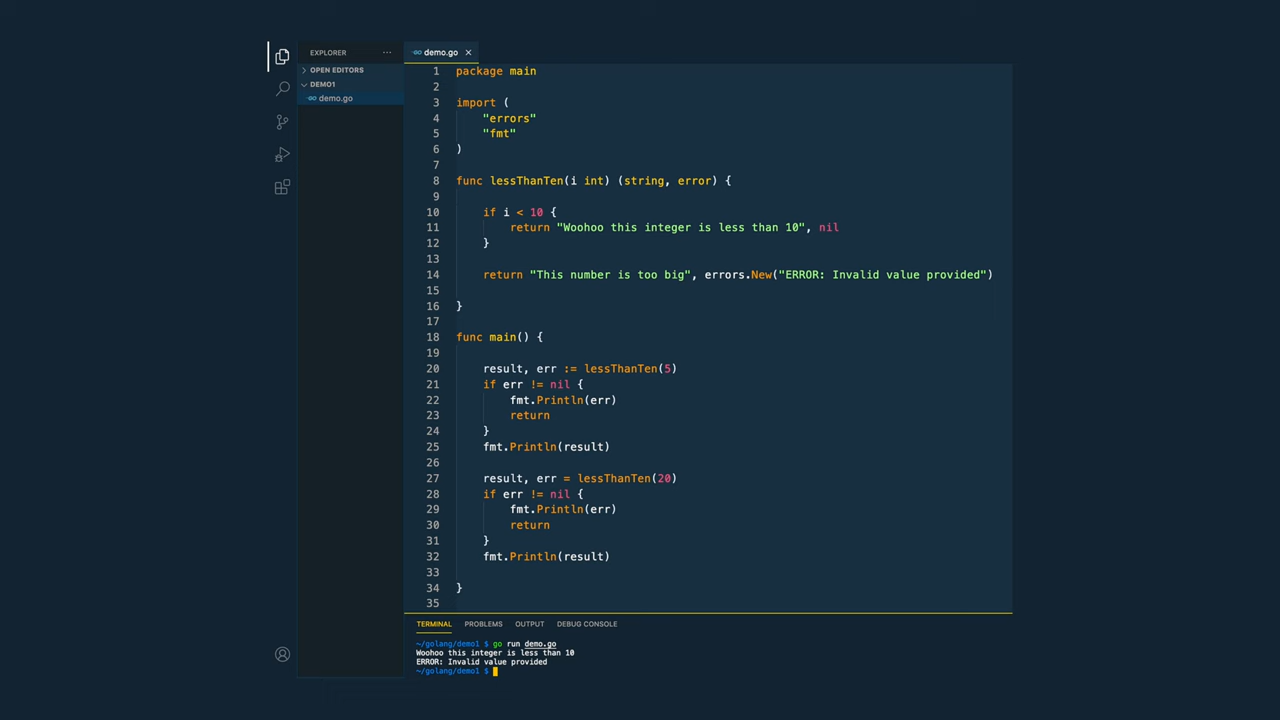 EXPLORER ...
OPEN EDITORS
DEMO1
demo.go
demo.go ×
1 package main
2
3 import (
4 "errors"
5 "fmt"
6 )
7
8 func lessThanTen(i int) (string, error) {
9
10 if i < 10 {
11 return "Woohoo this integer is less than 10", nil
12 }
13
14 return "This number is too big", errors.New("ERROR: Invalid value provided")
15
16 }
17
18 func main() {
19
20 result, err := lessThanTen(5)
21 if err != nil {
22 fmt.Println(err)
23 return
24 }
25 fmt.Println(result)
26
27 result, err = lessThanTen(20)
28 if err != nil {
29 fmt.Println(err)
30 return
31 }
32 fmt.Println(result)
33
34 }
35
TERMINAL PROBLEMS OUTPUT DEBUG CONSOLE
~/golang/demo1 $ go run demo.go
Woohoo this integer is less than 10
ERROR: Invalid value provided
~/golang/demo1 $